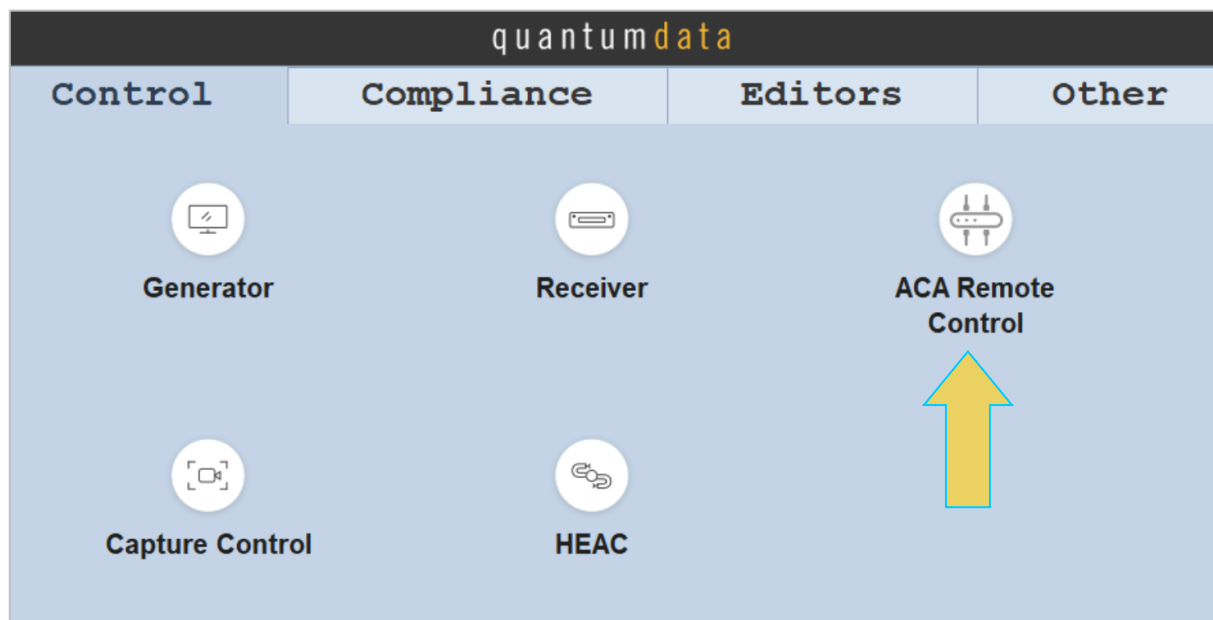 quantumdata
Control Compliance Editors Other
Generator Receiver ACA Remote
Control
Capture Control HEAC